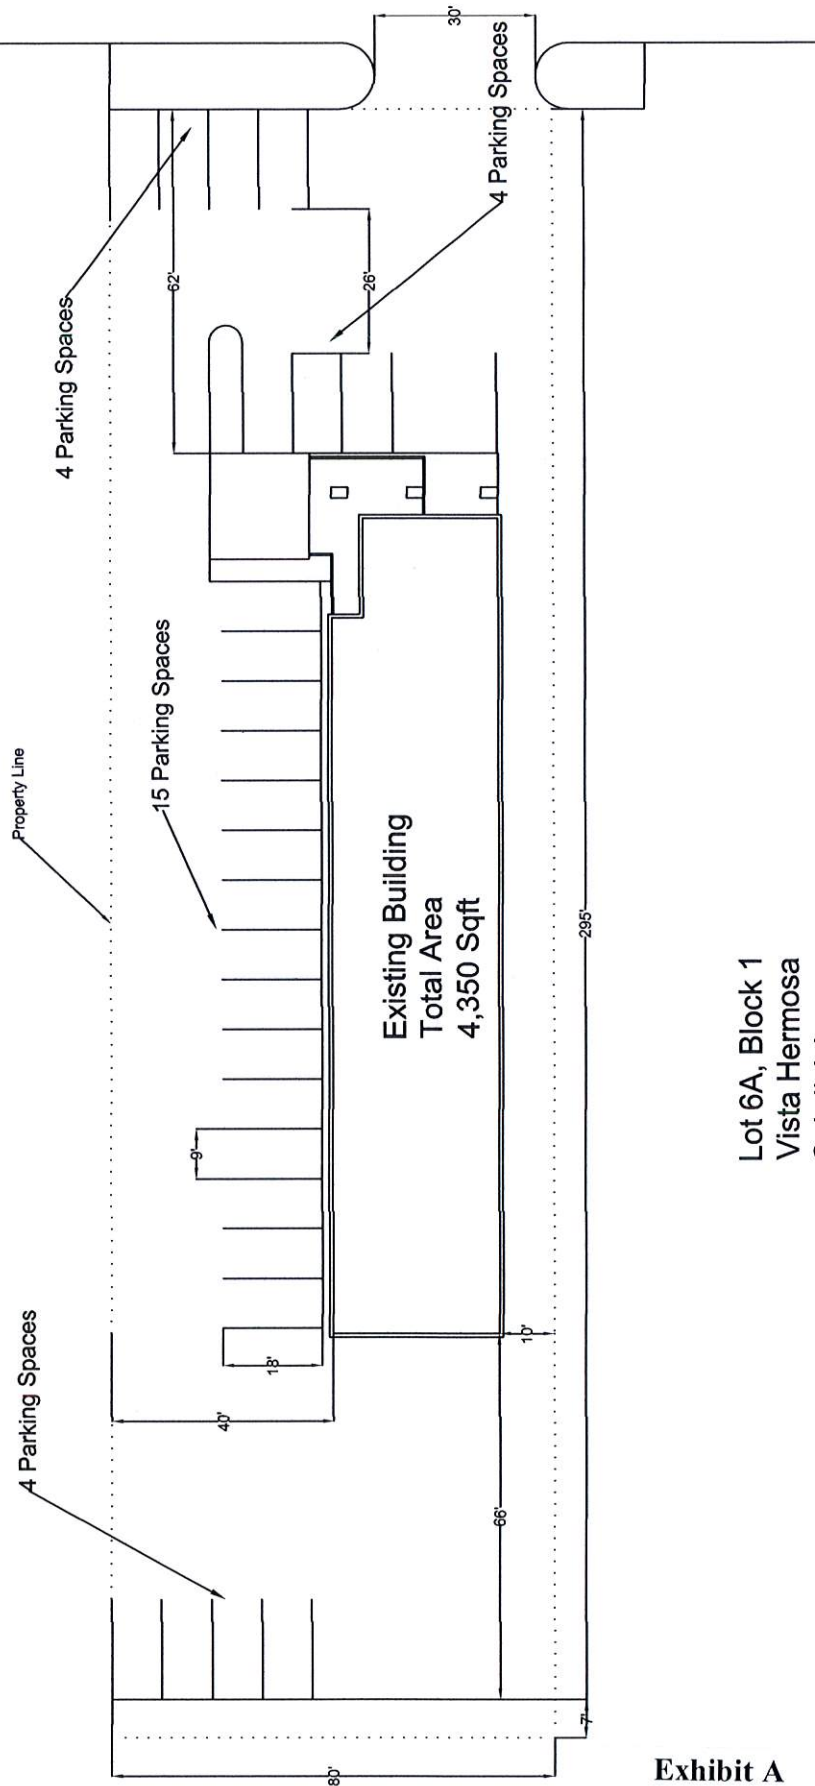 30'
4 Parking Spaces
4 Parking Spaces
62'
26'
Property Line
15 Parking Spaces
Existing Building
Total Area
4,350 Sqft
295'
9'
Lot 6A, Block 1
Vista Hermosa
4 Parking Spaces
18'
10'
40'
66'
7'
80'
Exhibit A